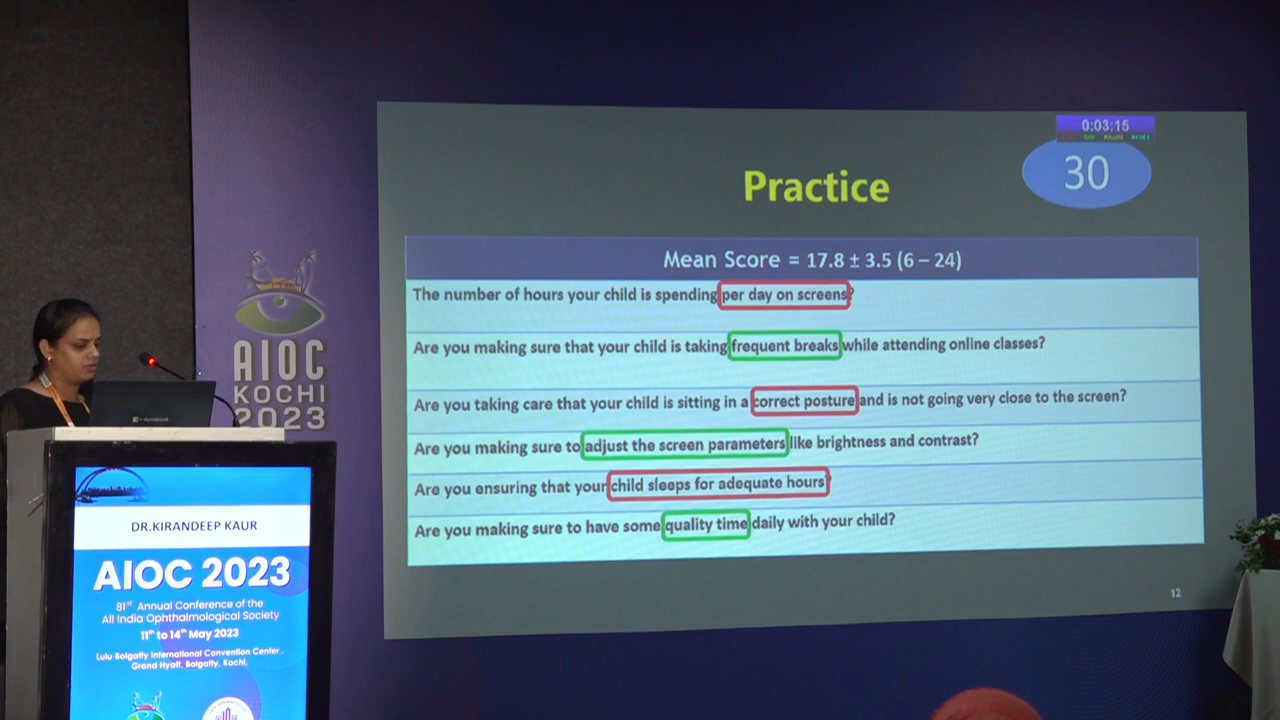 0:03:15
PAUSE
RESET
30
Practice
Mean Score = 17.8 ± 3.5 (6 – 24)
The number of hours your child is spending per day on screens?
Are you making sure that your child is taking frequent breaks while attending online classes?
Are you taking care that your child is sitting in a correct posture and is not going very close to the screen?
Are you making sure to adjust the screen parameters like brightness and contrast?
Are you ensuring that your child sleeps for adequate hours?
Are you making sure to have some quality time daily with your child?
12
AIOC
KOCHI
2023
DR.KIRANDEEP KAUR
AIOC 2023
81st Annual Conference of the
All India Ophthalmological Society
11th to 14th May 2023
Lulu Bolgatty International Convention Center .
Grand Hyatt, Bolgatty, Kochi.